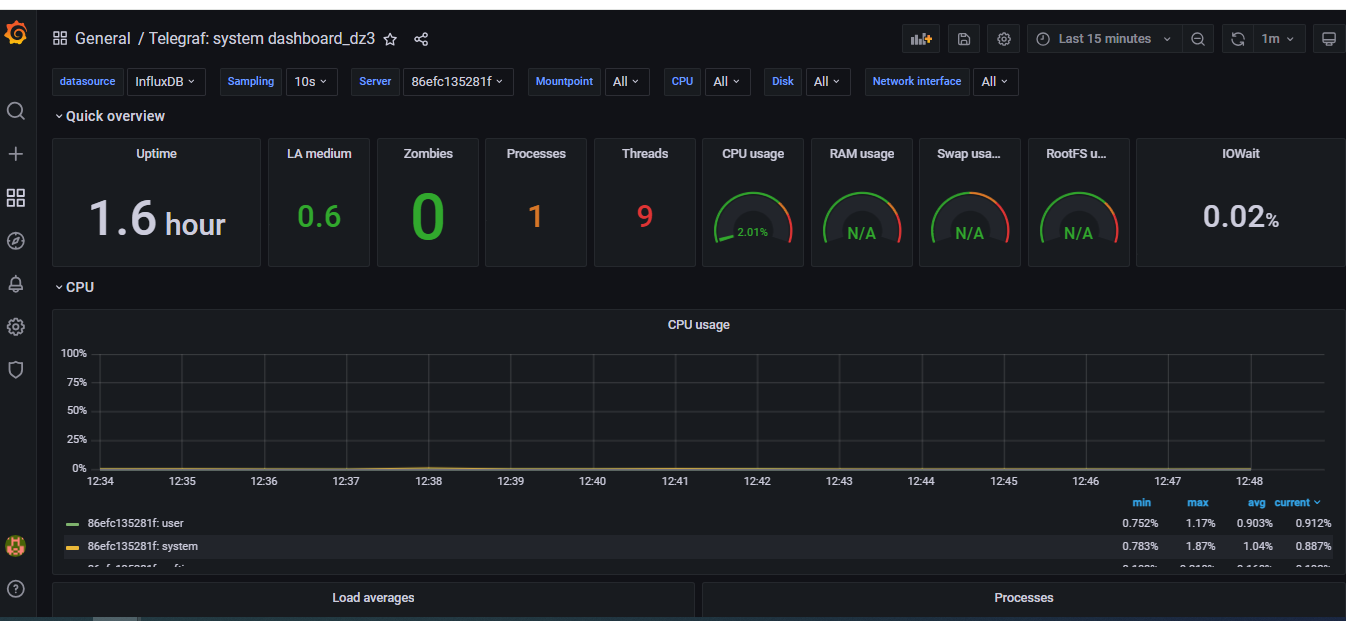 General / Telegraf: system dashboard_dz3
Last 15 minutes
1m
datasource InfluxDB Sampling 10s Server 86efc135281f Mountpoint All CPU All Disk All Network interface All
Quick overview
Uptime LA medium Zombies Processes Threads CPU usage RAM usage Swap usa... RootFS u... IOWait
1.6 hour 0.6 0 1 9 2.01% N/A N/A N/A 0.02%
CPU
CPU usage
100%
75%
50%
25%
0%
12:34 12:35 12:36 12:37 12:38 12:39 12:40 12:41 12:42 12:43 12:44 12:45 12:46 12:47 12:48
min max avg current
86efc135281f: user 0.752% 1.17% 0.903% 0.912%
86efc135281f: system 0.783% 1.87% 1.04% 0.887%
Load averages Processes